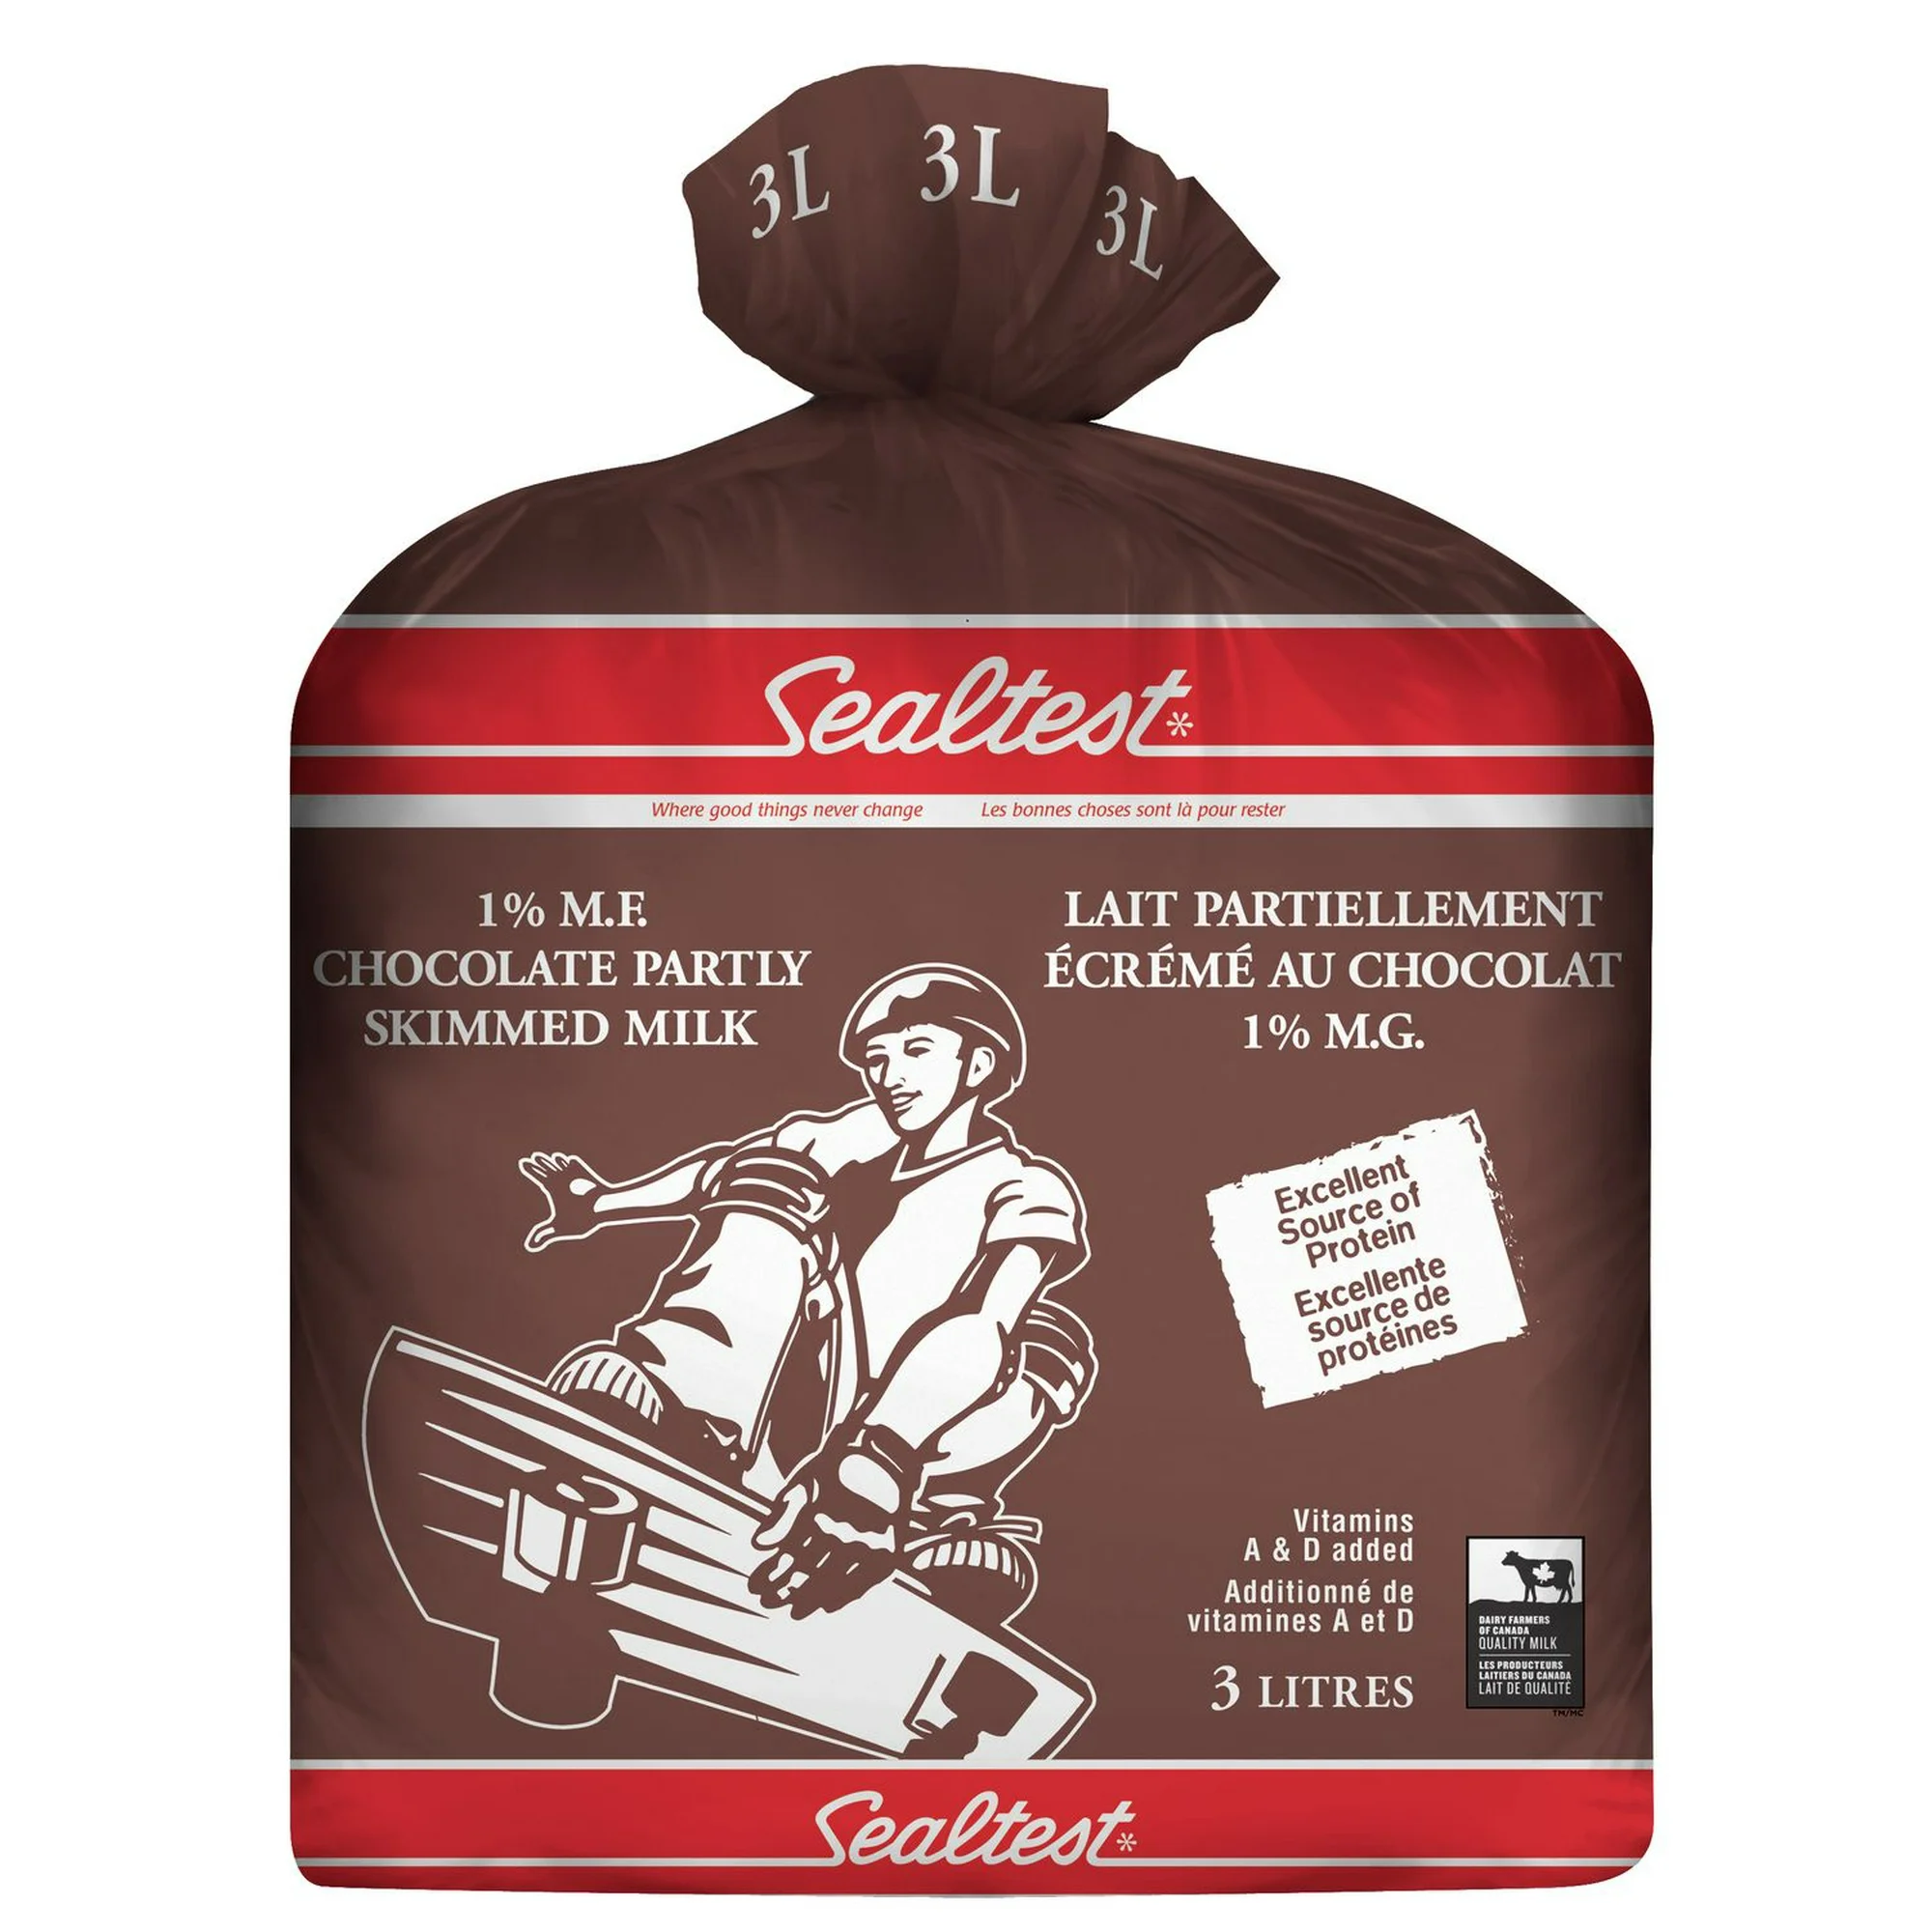 3L 3L 3L
Sealtest*
Where good things never change
Les bonnes choses sont là pour rester
1% M.F.
CHOCOLATE PARTLY
SKIMMED MILK
LAIT PARTIELLEMENT
ÉCRÉMÉ AU CHOCOLAT
1% M.G.
Excellent
Source of
Protein
Excellente
source de
protéines
Vitamins
A & D added
Additionné de
vitamines A et D
3 LITRES
DAIRY FARMERS
OF CANADA
QUALITY MILK
LES PRODUCTEURS
LAITIERS DU CANADA
LAIT DE QUALITÉ
TM/MC
Sealtest*